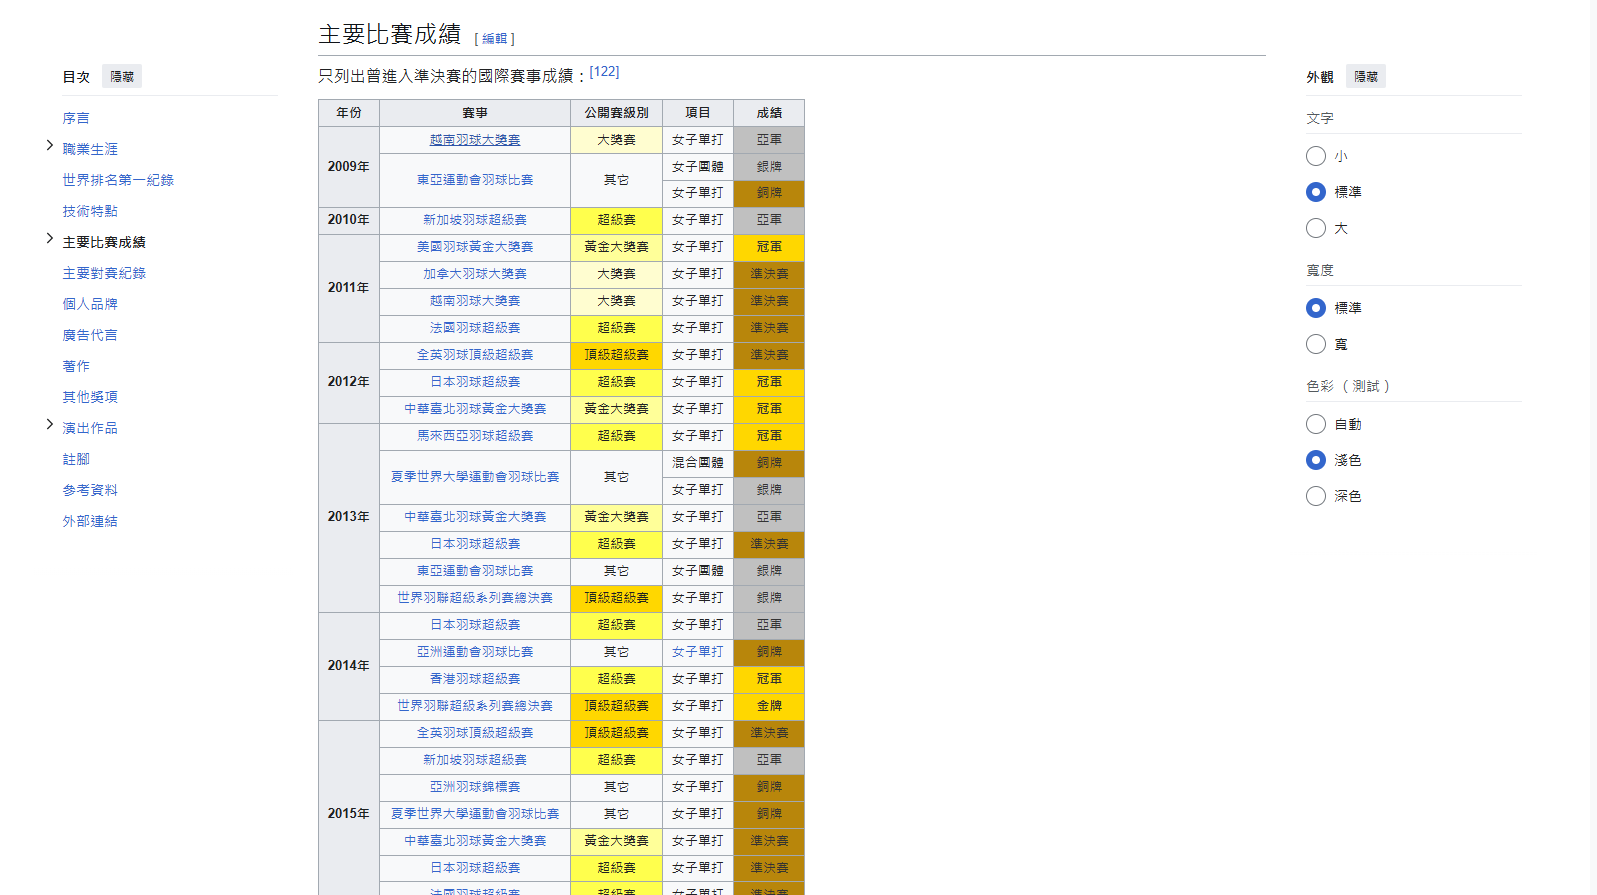 主要比賽成績 [編輯]
只列出曾進入準決賽的國際賽事成績：[122]
目次 隱藏
序言
職業生涯
世界排名第一紀錄
技術特點
主要比賽成績
主要對賽紀錄
個人品牌
廣告代言
著作
其他獎項
演出作品
註腳
參考資料
外部連結
年份 賽事 公開賽級別 項目 成績
2009年 越南羽球大獎賽 大獎賽 女子單打 亞軍
東亞運動會羽球比賽 其它 女子團體 銀牌
女子單打 銅牌
2010年 新加坡羽球超級賽 超級賽 女子單打 亞軍
2011年 美國羽球黃金大獎賽 黃金大獎賽 女子單打 冠軍
加拿大羽球大獎賽 大獎賽 女子單打 準決賽
越南羽球大獎賽 大獎賽 女子單打 準決賽
法國羽球超級賽 超級賽 女子單打 準決賽
2012年 全英羽球頂級超級賽 頂級超級賽 女子單打 準決賽
日本羽球超級賽 超級賽 女子單打 冠軍
中華臺北羽球黃金大獎賽 黃金大獎賽 女子單打 冠軍
2013年 馬來西亞羽球超級賽 超級賽 女子單打 冠軍
夏季世界大學運動會羽球比賽 其它 混合團體 銅牌
女子單打 銀牌
中華臺北羽球黃金大獎賽 黃金大獎賽 女子單打 亞軍
日本羽球超級賽 超級賽 女子單打 準決賽
東亞運動會羽球比賽 其它 女子團體 銀牌
世界羽聯超級系列賽總決賽 頂級超級賽 女子單打 銀牌
2014年 日本羽球超級賽 超級賽 女子單打 亞軍
亞洲運動會羽球比賽 其它 女子單打 銅牌
香港羽球超級賽 超級賽 女子單打 冠軍
世界羽聯超級系列賽總決賽 頂級超級賽 女子單打 金牌
2015年 全英羽球頂級超級賽 頂級超級賽 女子單打 準決賽
新加坡羽球超級賽 超級賽 女子單打 亞軍
亞洲羽球錦標賽 其它 女子單打 銅牌
夏季世界大學運動會羽球比賽 其它 女子單打 銅牌
中華臺北羽球黃金大獎賽 黃金大獎賽 女子單打 準決賽
日本羽球超級賽 超級賽 女子單打 準決賽
法國羽球超級賽 超級賽 女子單打 準決賽
外觀 隱藏
文字
小
標準
大
寬度
標準
寬
色彩（測試）
自動
淺色
深色